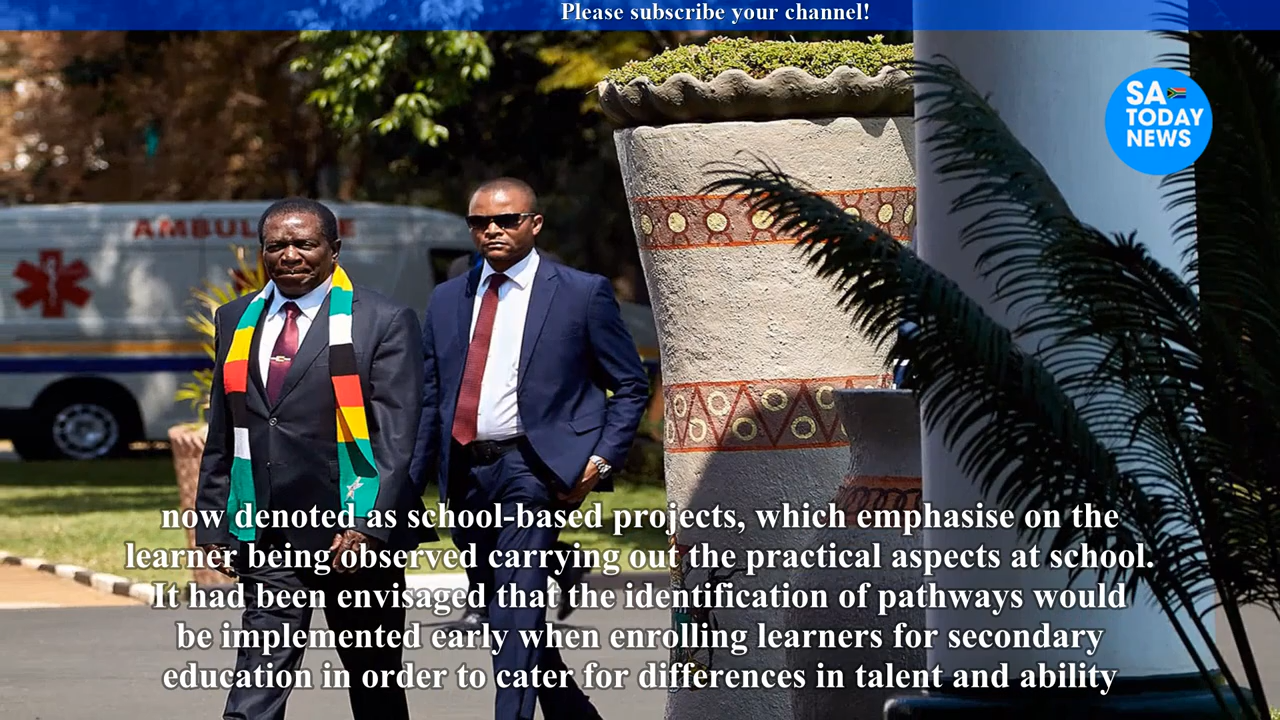 Please subscribe your channel!
SA
TODAY
NEWS
AMBULANCE
now denoted as school-based projects, which emphasise on the
learner being observed carrying out the practical aspects at school.
It had been envisaged that the identification of pathways would
be implemented early when enrolling learners for secondary
education in order to cater for differences in talent and ability